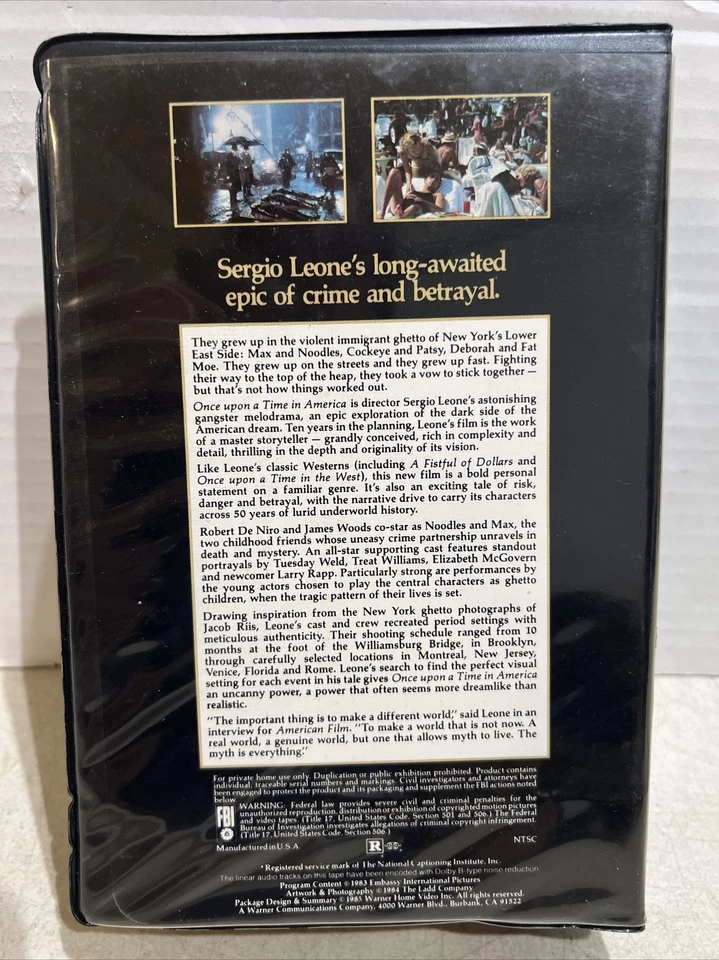 Sergio Leone's long-awaited
epic of crime and betrayal.
They grew up in the violent immigrant ghetto of New York's Lower
East Side: Max and Noodles, Cockeye and Patsy, Deborah and Fat
Moe. They grew up on the streets and they grew up fast. Fighting
their way to the top of the heap, they took a vow to stick together —
but that's not how things worked out.
Once upon a Time in America is director Sergio Leone's astonishing
gangster melodrama, an epic exploration of the dark side of the
American dream. Ten years in the planning, Leone's film is the work
of a master storyteller — grandly conceived, rich in complexity and
detail, thrilling in the depth and originality of its vision.
Like Leone's classic Westerns (including A Fistful of Dollars and
Once upon a Time in the West), this new film is a bold personal
statement on a familiar genre. It's also an exciting tale of risk,
danger and betrayal, with the narrative drive to carry its characters
across 50 years of lurid underworld history.
Robert De Niro and James Woods co-star as Noodles and Max, the
two childhood friends whose uneasy crime partnership unravels in
death and mystery. An all-star supporting cast features standout
portrayals by Tuesday Weld, Treat Williams, Elizabeth McGovern
and newcomer Larry Rapp. Particularly strong are performances by
the young actors chosen to play the central characters as ghetto
children, when the tragic pattern of their lives is set.
Drawing inspiration from the New York ghetto photographs of
Jacob Riis, Leone's cast and crew recreated period settings with
meticulous authenticity. Their shooting schedule ranged from 10
months at the foot of the Williamsburg Bridge, in Brooklyn,
through carefully selected locations in Montreal, New Jersey,
Venice, Florida and Rome. Leone's search to find the perfect visual
setting for each event in his tale gives Once upon a Time in America
an uncanny power, a power that often seems more dreamlike than
realistic.
"The important thing is to make a different world," said Leone in an
interview for American Film. "To make a world that is not now. A
real world, a genuine world, but one that allows myth to live. The
myth is everything."
For private home use only. Duplication or public exhibition prohibited. Product contains
individual, traceable serial numbers and markings. Civil investigators and attorneys have
been engaged to protect the product and its packaging and supplement the FBI actions noted
below.
FBI
WARNING: Federal law provides severe civil and criminal penalties for the
unauthorized reproduction, distribution or exhibition of copyrighted motion pictures
and video tapes. (Title 17, United States Code, Section 501 and 506.) The Federal
Bureau of Investigation investigates allegations of criminal copyright infringement.
(Title 17, United States Code, Section 506.)
Manufactured in U.S.A.
R
NTSC
* Registered service mark of The National Captioning Institute, Inc.
The linear audio tracks on this tape have been encoded with Dolby B-type noise reduction.
Program Content © 1983 Embassy International Pictures
Artwork & Photography © 1984 The Ladd Company
Package Design & Summary © 1985 Warner Home Video Inc. All rights reserved.
A Warner Communications Company, 4000 Warner Blvd., Burbank, CA 91522